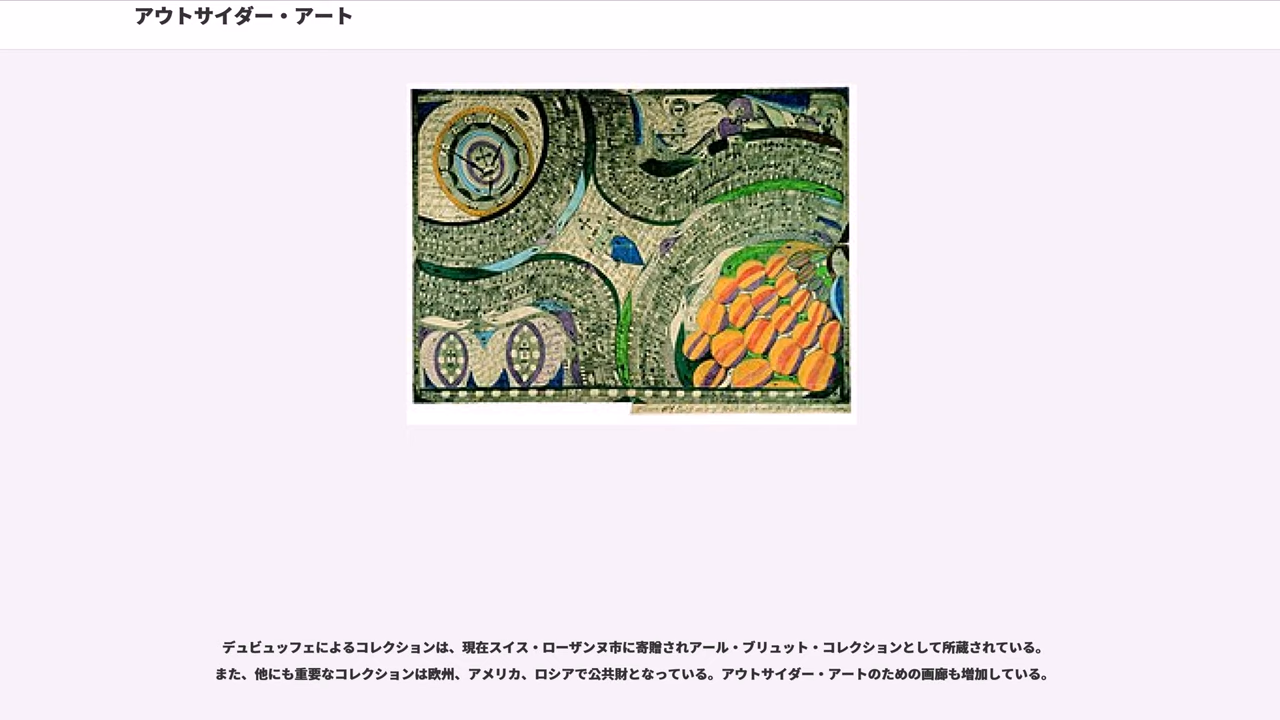 アウトサイダー・アート
デュビュッフェによるコレクションは、現在スイス・ローザンヌ市に寄贈されアール・ブリュット・コレクションとして所蔵されている。
また、他にも重要なコレクションは欧州、アメリカ、ロシアで公共財となっている。アウトサイダー・アートのための画廊も増加している。